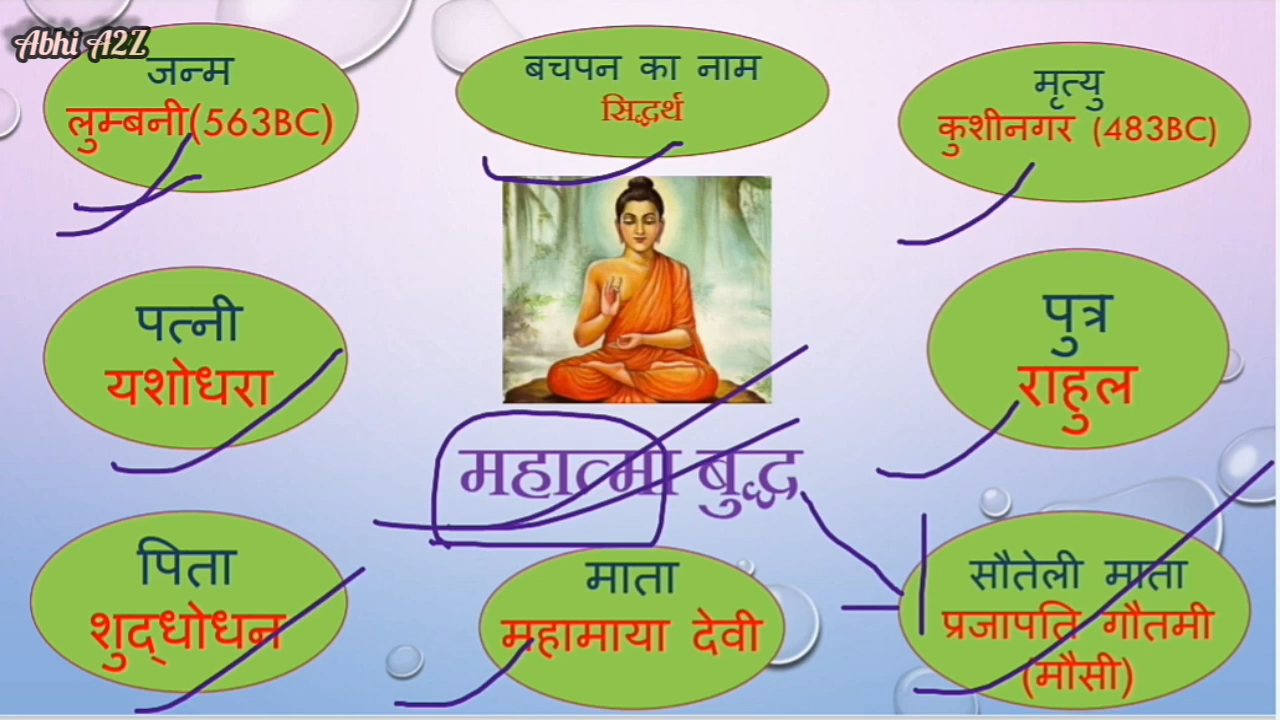 Abhi A2Z
जन्म
लुम्बनी(563BC)
बचपन का नाम
सिद्धर्थ
मृत्यु
कुशीनगर (483BC)
पत्नी
यशोधरा
पुत्र
राहुल
महात्मा बुद्ध
पिता
शुद्धोधन
माता
महामाया देवी
सौतेली माता
प्रजापति गौतमी
(मौसी)